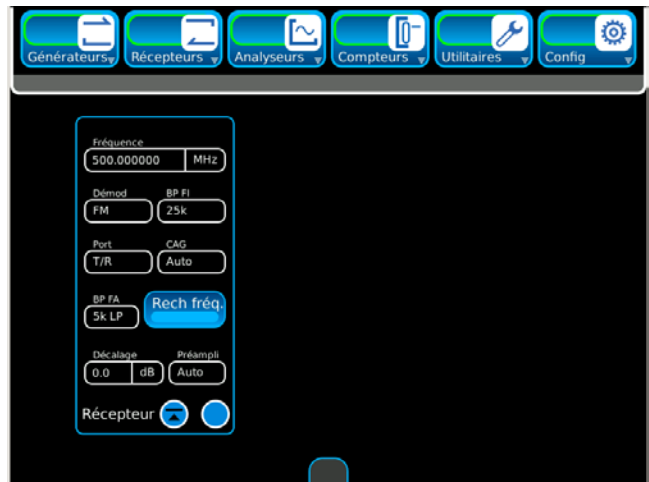 Générateurs Récepteurs Analyseurs Compteurs Utilitaires Config
Fréquence
500.000000 MHz
Démod BP FI
FM 25k
Port CAG
T/R Auto
BP FA
5k LP Rech fréq.
Décalage Préampli
0.0 dB Auto
Récepteur